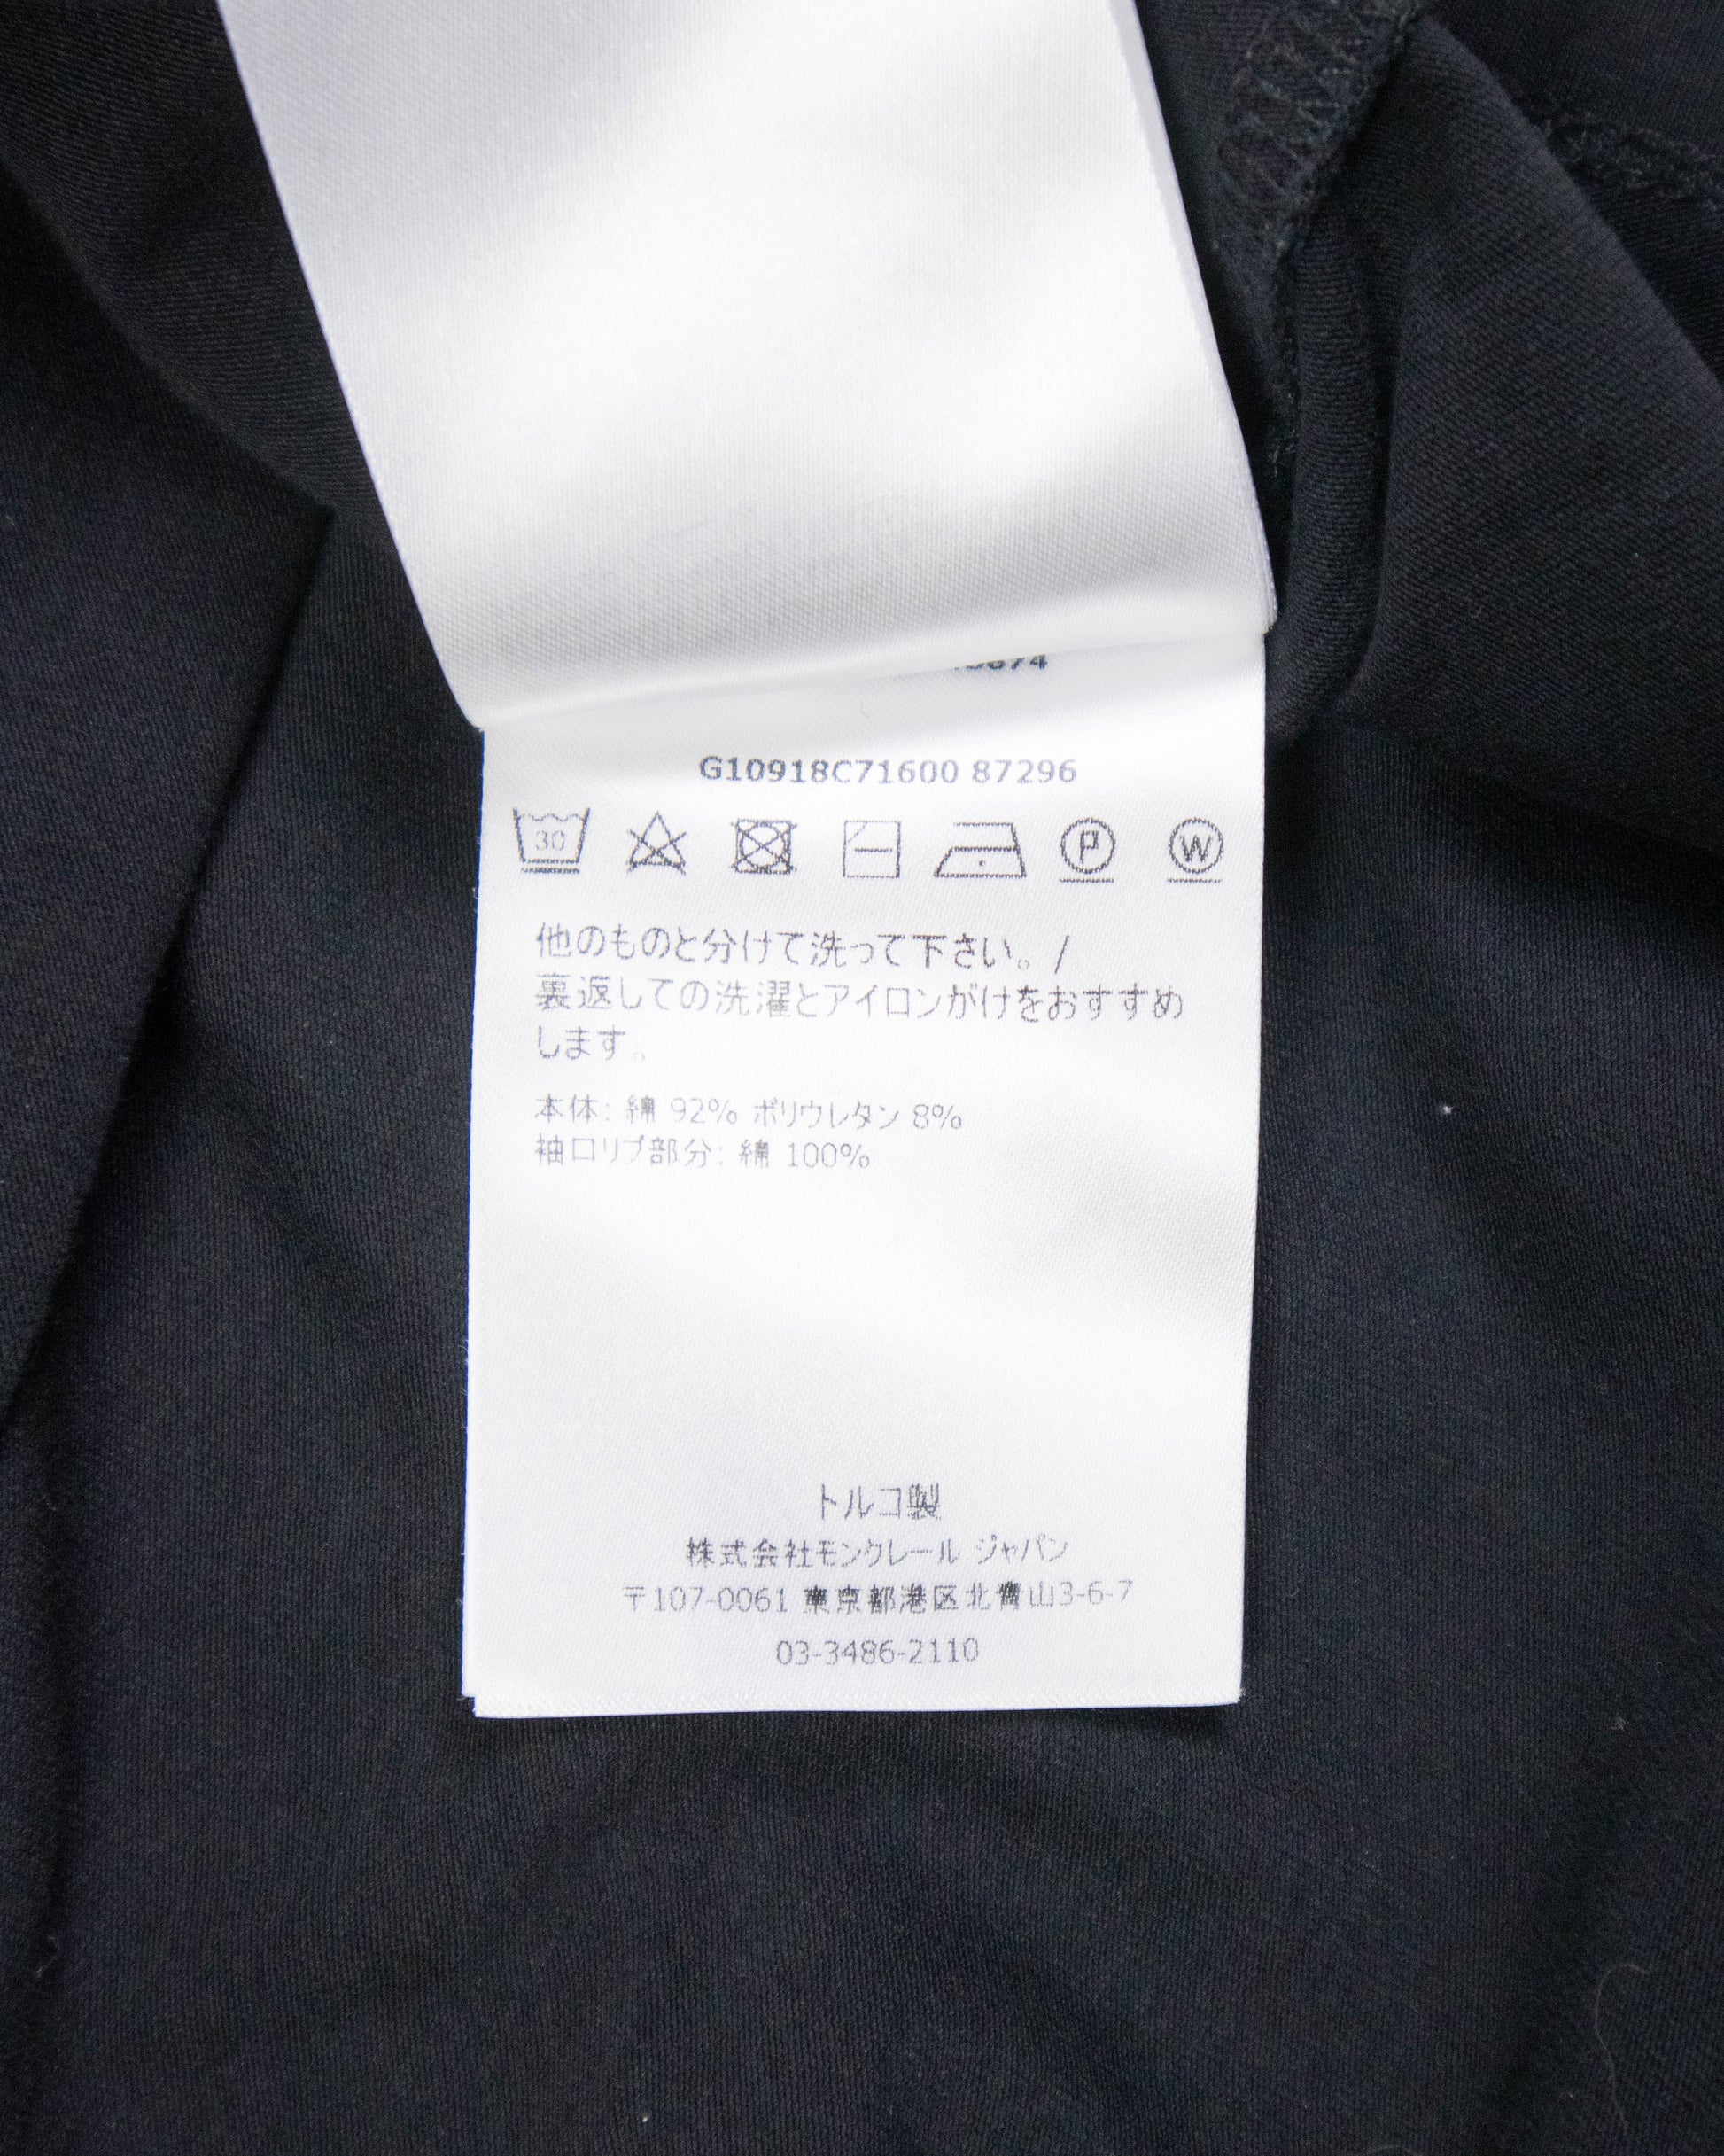 G10918C71600 87296
30
P W
他のものと分けて洗って下さい。/
裏返しての洗濯とアイロンがけをおすすめ
します。
本体: 綿 92% ポリウレタン 8%
袖口リブ部分: 綿 100%
トルコ製
株式会社モンクレール ジャパン
〒107-0061 東京都港区北青山3-6-7
03-3486-2110